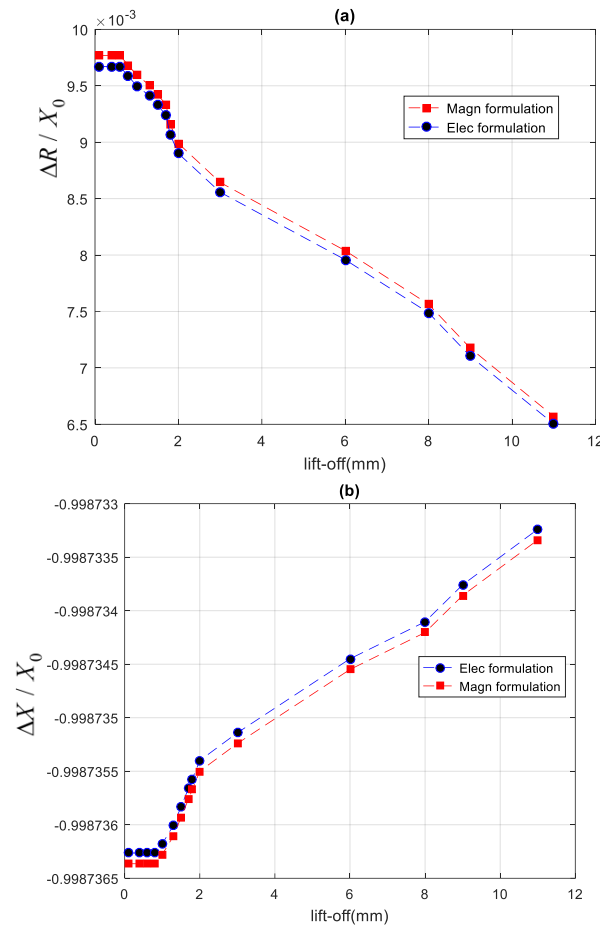 (a)
×10⁻³
10
9.5
9
8.5
8
7.5
7
6.5
ΔR / X₀
Magn formulation
Elec formulation
0 2 4 6 8 10 12
lift-off(mm)
(b)
-0.998733
-0.9987335
-0.998734
-0.9987345
-0.998735
-0.9987355
-0.998736
-0.9987365
ΔX / X₀
Elec formulation
Magn formulation
0 2 4 6 8 10 12
lift-off(mm)